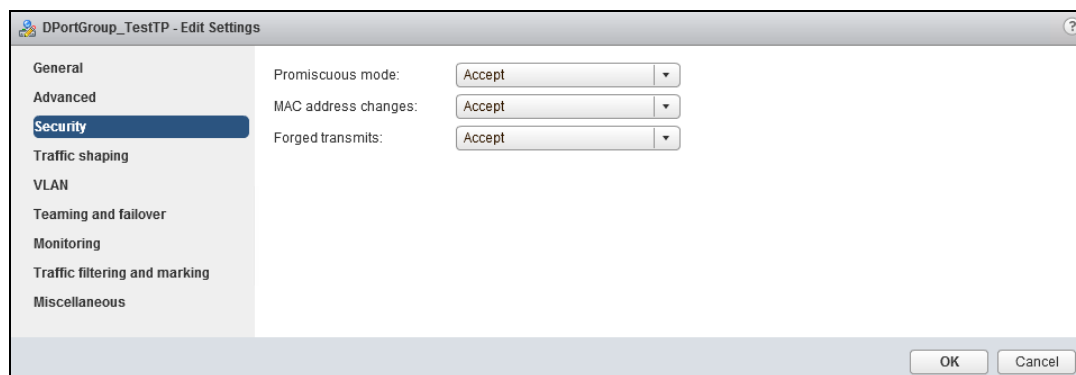 DPortGroup_TestTP - Edit Settings
?
General
Advanced
Security
Traffic shaping
VLAN
Teaming and failover
Monitoring
Traffic filtering and marking
Miscellaneous
Promiscuous mode: Accept
MAC address changes: Accept
Forged transmits: Accept
OK Cancel